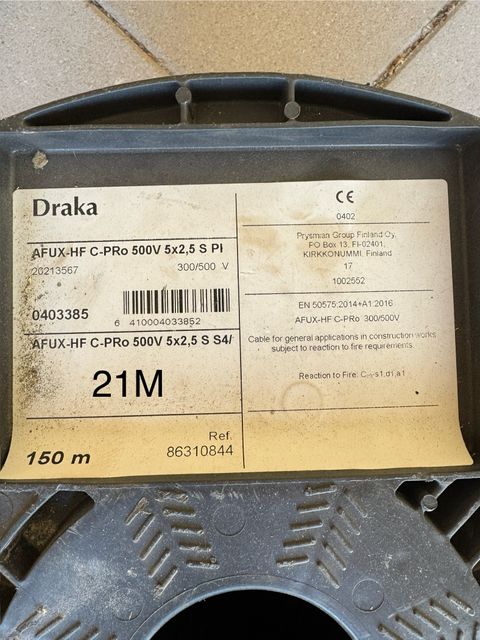 Draka
AFUX-HF C-PRo 500V 5x2,5 S PI
20213567 300/500 V
0403385
6 410004033852
AFUX-HF C-PRo 500V 5x2,5 S S4/
21M
Ref.
150 m 86310844
CE
0402
Prysmian Group Finland Oy,
PO Box 13, FI-02401,
KIRKKONUMMI, Finland
17
1002552
EN 50575:2014+A1:2016
AFUX-HF C-PRo 300/500V
Cable for general applications in construction works
subject to reaction to fire requirements.
Reaction to Fire: s1,d1,a1